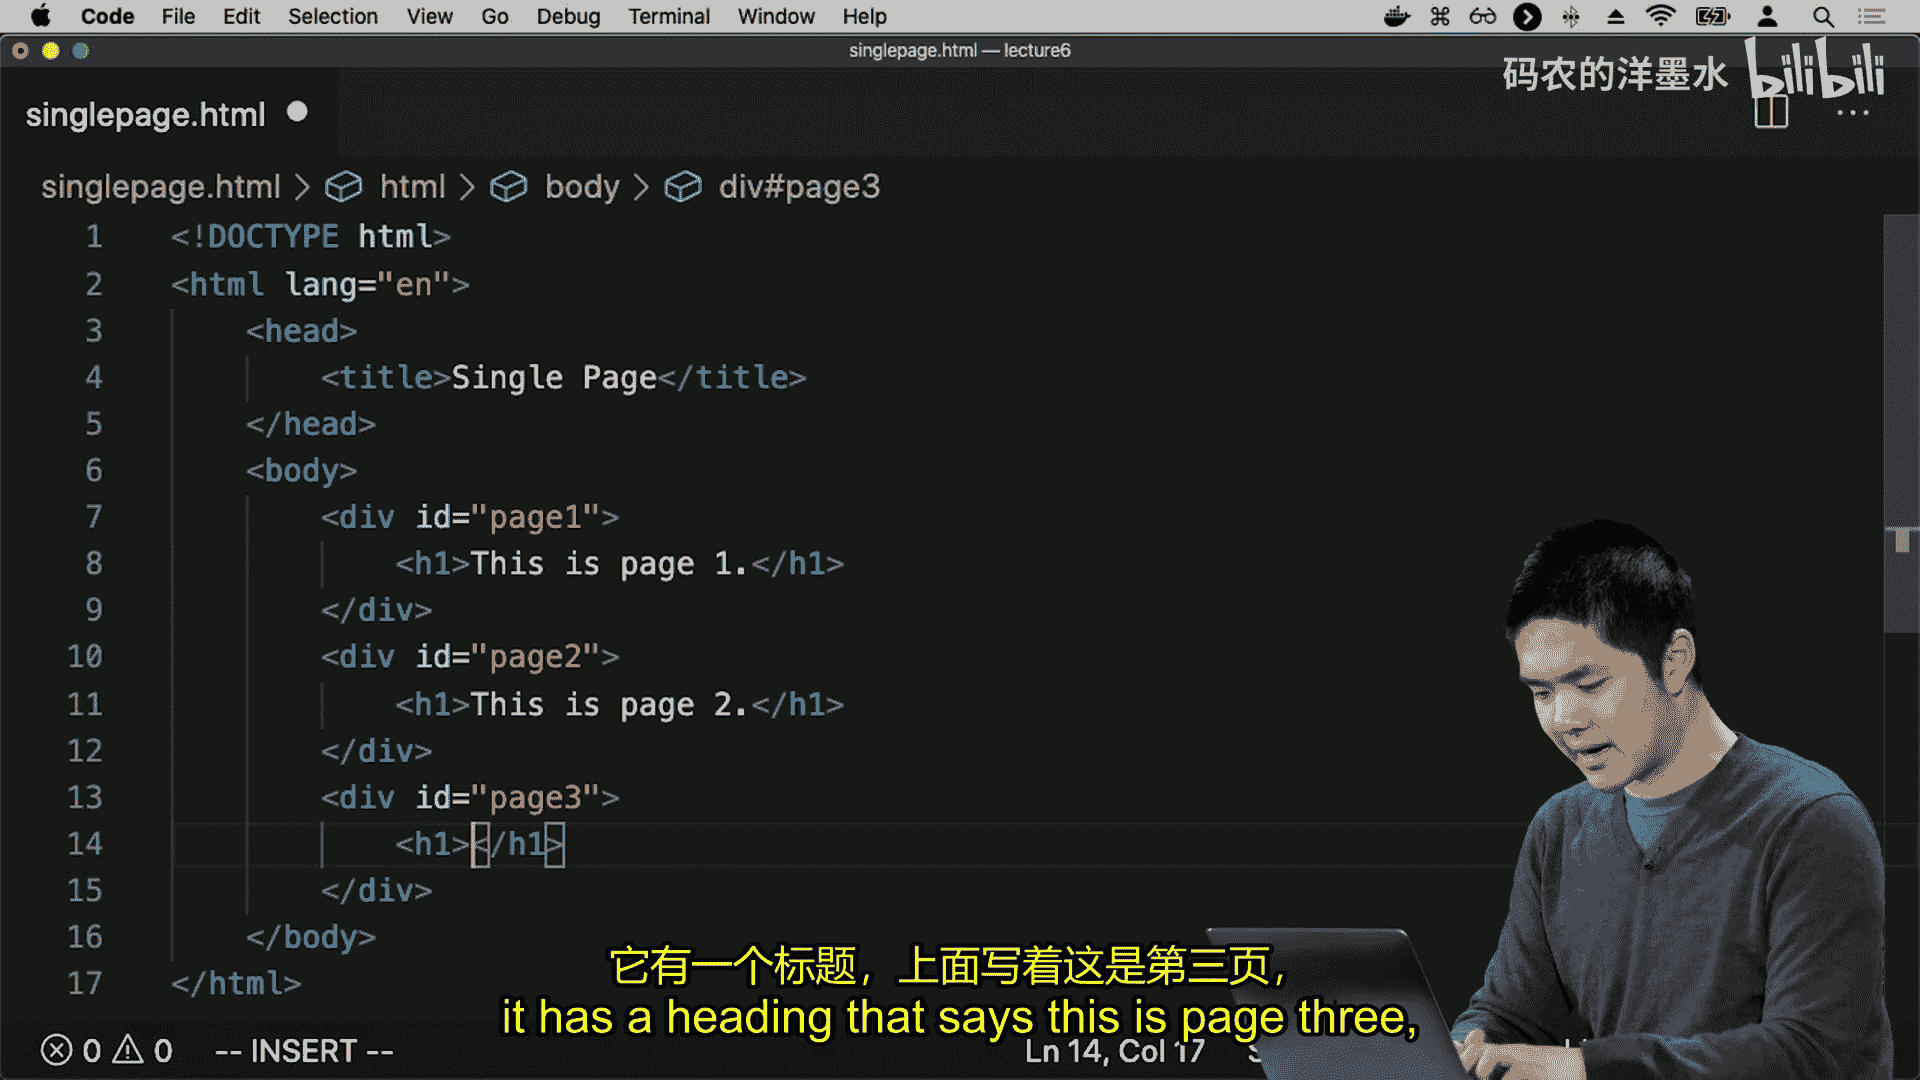 Code File Edit Selection View Go Debug Terminal Window Help
singlepage.html — lecture6
码农的洋墨水 bilibili
singlepage.html
singlepage.html > html > body > div#page3
1 <!DOCTYPE html>
2 <html lang="en">
3 <head>
4 <title>Single Page</title>
5 </head>
6 <body>
7 <div id="page1">
8 <h1>This is page 1.</h1>
9 </div>
10 <div id="page2">
11 <h1>This is page 2.</h1>
12 </div>
13 <div id="page3">
14 <h1></h1>
15 </div>
16 </body>
17 </html>
它有一个标题，上面写着这是第三页，
it has a heading that says this is page three,
0 0 -- INSERT -- Ln 14, Col 17